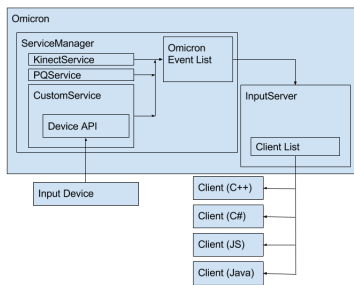 Omicron
ServiceManager
KinectService
PQService
CustomService
Device API
Omicron
Event List
InputServer
Client List
Input Device
Client (C++)
Client (C#)
Client (JS)
Client (Java)